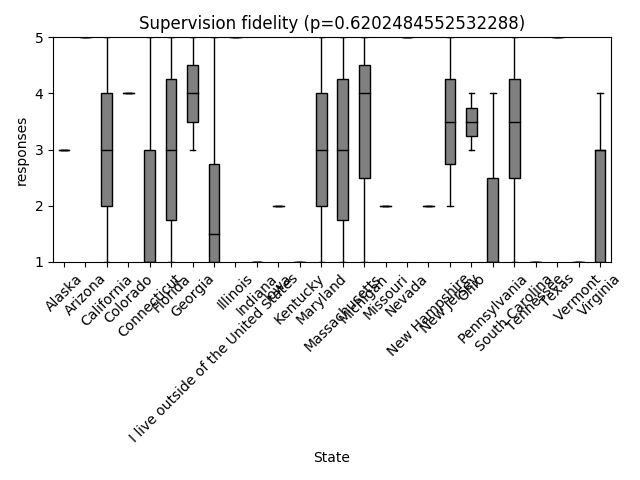 Supervision fidelity (p=0.6202484552532288)
responses
5
4
3
2
1
Alaska
Arizona
California
Colorado
Connecticut
Florida
Georgia
I live outside of the United States
Illinois
Indiana
Iowa
Kentucky
Maryland
Massachusetts
Michigan
Missouri
Nevada
New Hampshire
New Jersey
Ohio
Pennsylvania
South Carolina
Tennessee
Texas
Vermont
Virginia
State